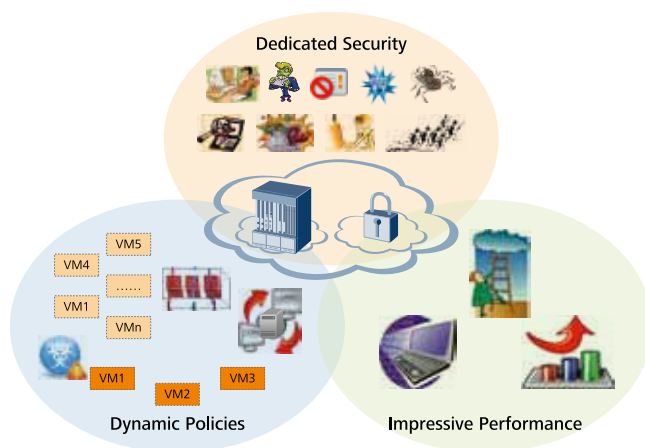 Dedicated Security
VM5
VM4
......
VM1
VMn
VM1
VM2
VM3
Dynamic Policies
Impressive Performance